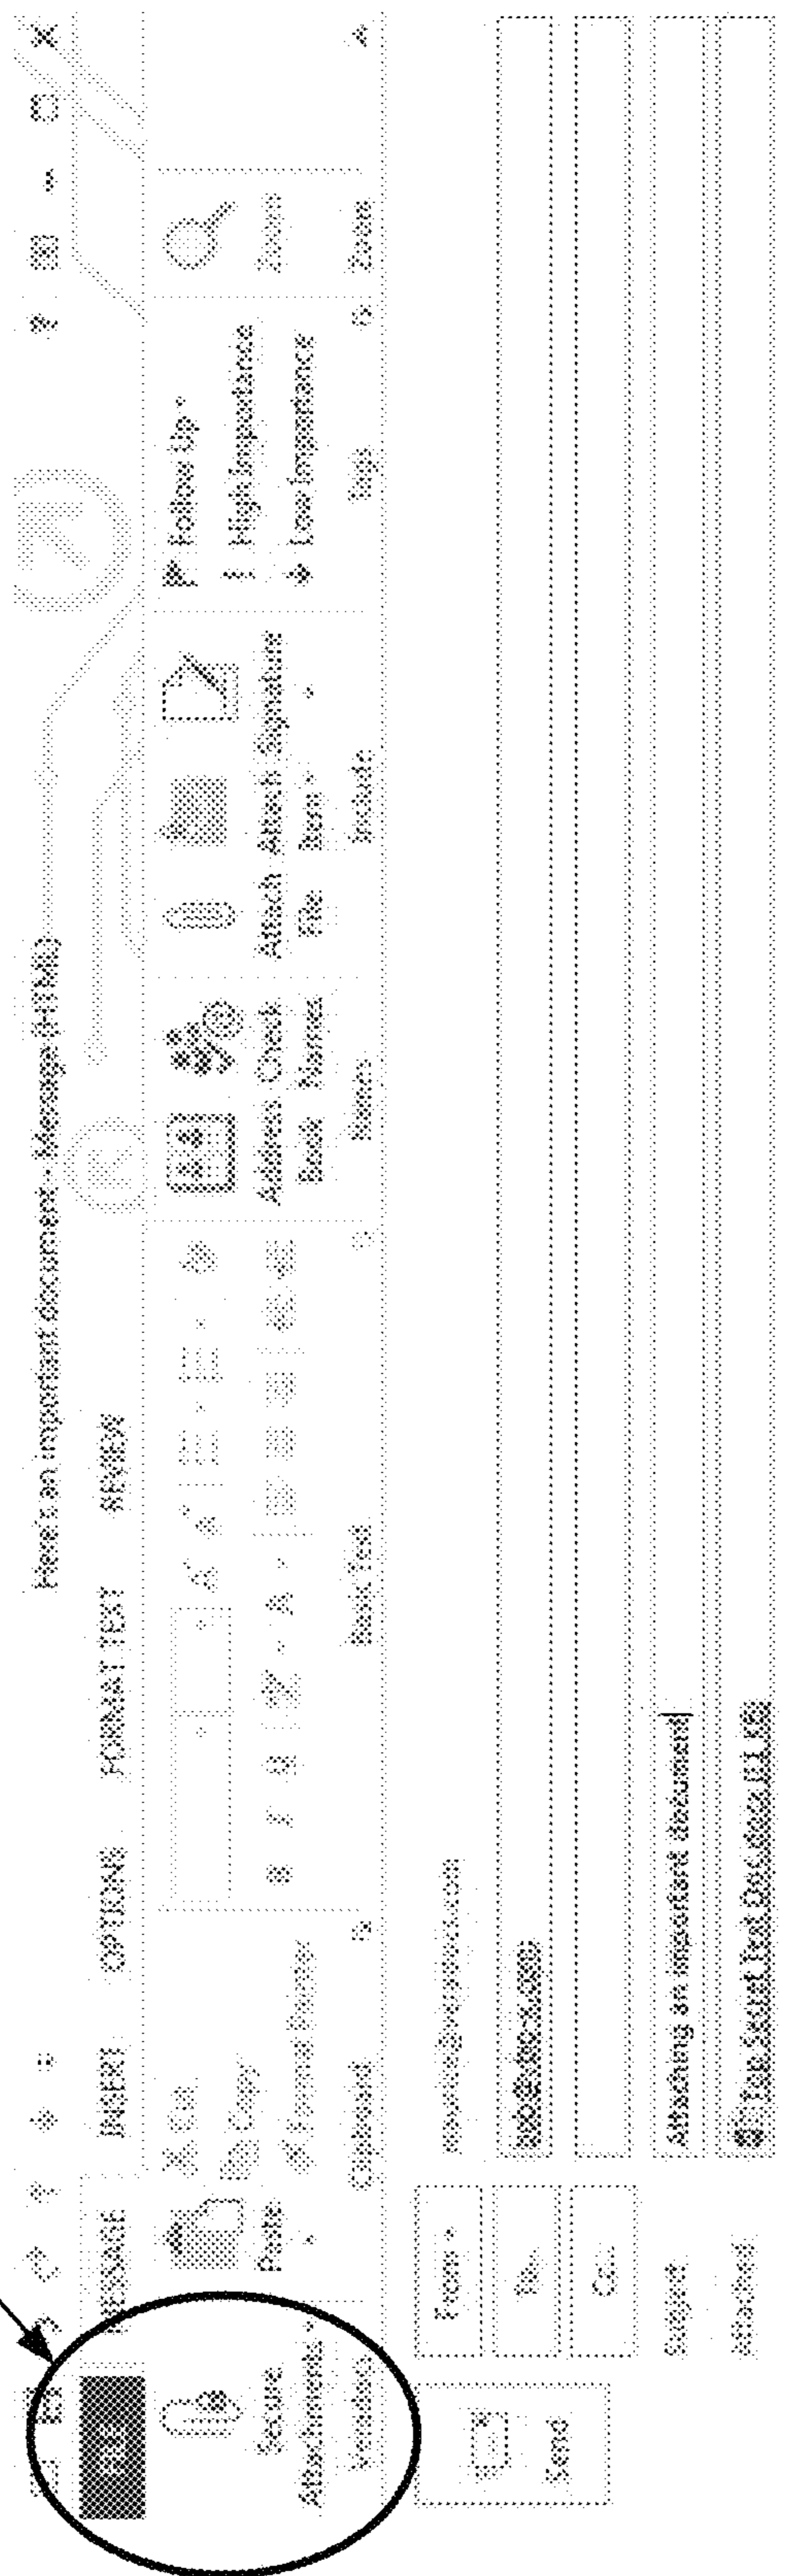 Here's an important document - Message (HTML)
FILE MESSAGE INSERT OPTIONS FORMAT TEXT REVIEW
Secure Attachments
Paste
Cut
Copy
Format Painter
Clipboard
B I U A
Basic Text
Address Book
Check Names
Names
Attach File
Attach Item
Signature
Include
Follow Up
High Importance
Low Importance
Tags
Zoom
Zoom
Send
From
To...
Cc...
Subject
Attaching an important document
Attached
Top Secret Test Doc.docx